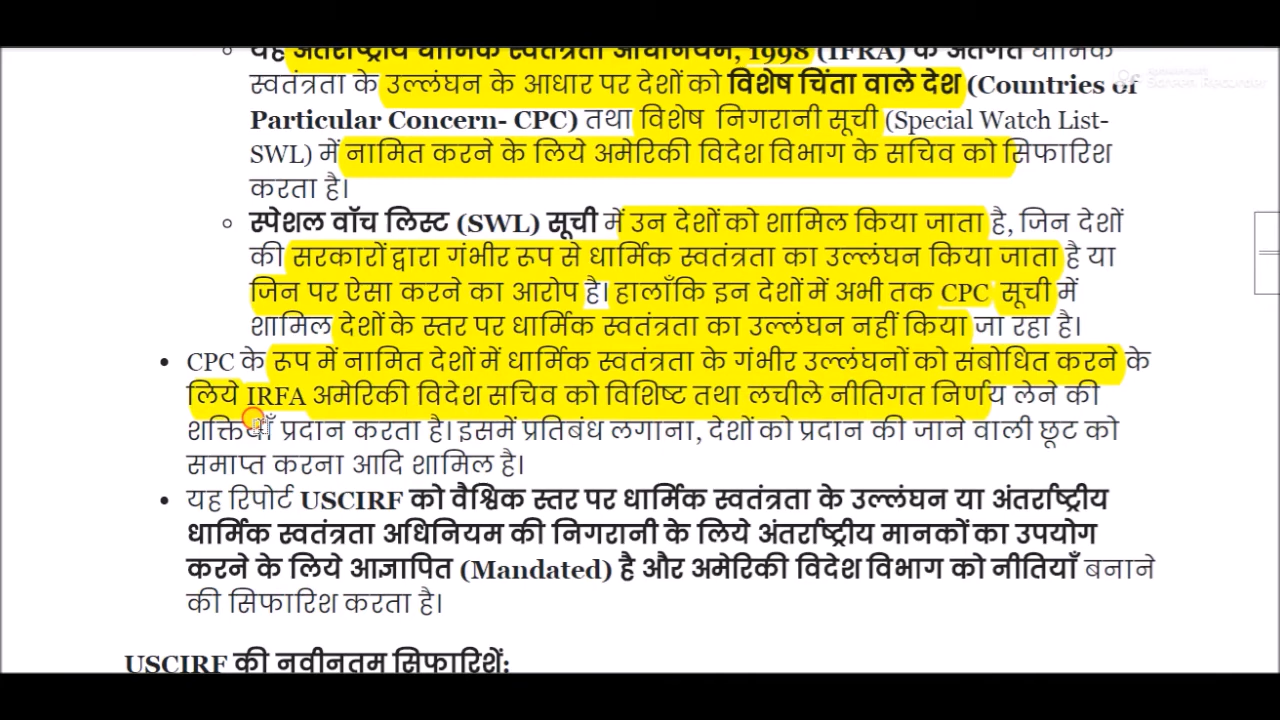 यह अंतर्राष्ट्रीय धार्मिक स्वतंत्रता अधिनियम, 1998 (IFRA) के अंतर्गत धार्मिक
स्वतंत्रता के उल्लंघन के आधार पर देशों को विशेष चिंता वाले देश (Countries of
Particular Concern- CPC) तथा विशेष निगरानी सूची (Special Watch List-
SWL) में नामित करने के लिये अमेरिकी विदेश विभाग के सचिव को सिफारिश
करता है।
स्पेशल वॉच लिस्ट (SWL) सूची में उन देशों को शामिल किया जाता है, जिन देशों
की सरकारों द्वारा गंभीर रूप से धार्मिक स्वतंत्रता का उल्लंघन किया जाता है या
जिन पर ऐसा करने का आरोप है। हालाँकि इन देशों में अभी तक CPC सूची में
शामिल देशों के स्तर पर धार्मिक स्वतंत्रता का उल्लंघन नहीं किया जा रहा है।
CPC के रूप में नामित देशों में धार्मिक स्वतंत्रता के गंभीर उल्लंघनों को संबोधित करने के
लिये IRFA अमेरिकी विदेश सचिव को विशिष्ट तथा लचीले नीतिगत निर्णय लेने की
शक्तियाँ प्रदान करता है। इसमें प्रतिबंध लगाना, देशों को प्रदान की जाने वाली छूट को
समाप्त करना आदि शामिल है।
यह रिपोर्ट USCIRF को वैश्विक स्तर पर धार्मिक स्वतंत्रता के उल्लंघन या अंतर्राष्ट्रीय
धार्मिक स्वतंत्रता अधिनियम की निगरानी के लिये अंतर्राष्ट्रीय मानकों का उपयोग
करने के लिये आज्ञापित (Mandated) है और अमेरिकी विदेश विभाग को नीतियाँ बनाने
की सिफारिश करता है।
USCIRF की नवीनतम सिफारिशें:
Screen Recorder